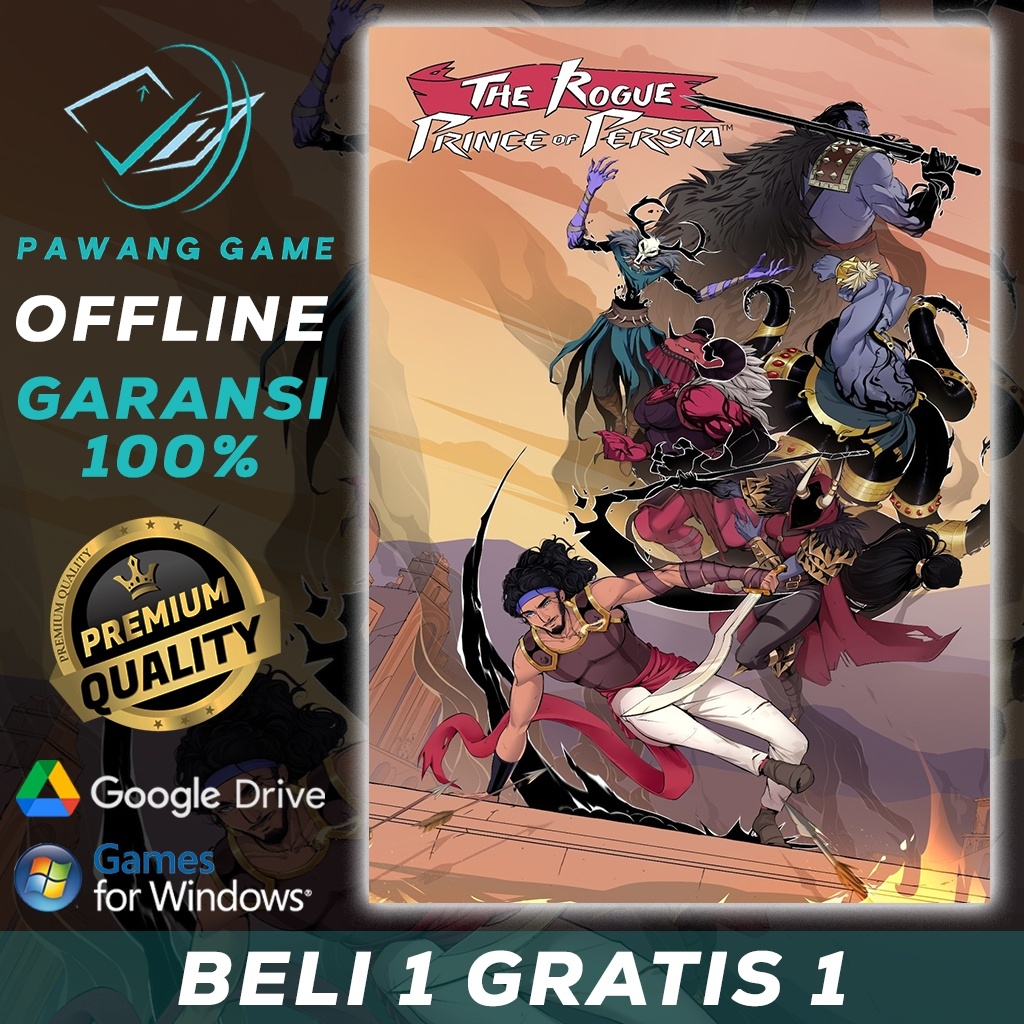 PAWANG GAME
OFFLINE
GARANSI
100%
PREMIUM QUALITY
PREMIUM
QUALITY
Google Drive
Games
for Windows®
THE ROGUE
PRINCE OF PERSIA™
BELI 1 GRATIS 1